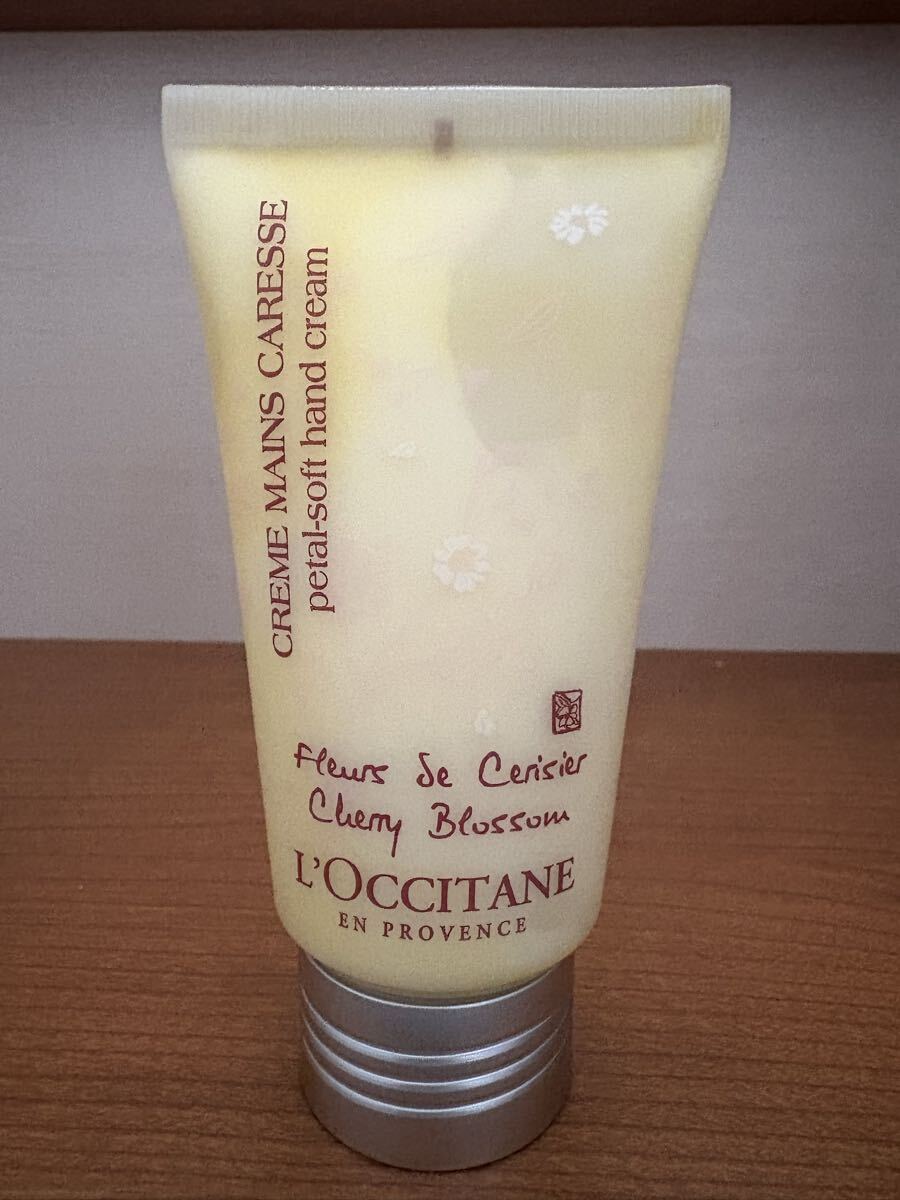 CREME MAINS CARESSE
petal-soft hand cream
Fleurs de Cerisier
Cherry Blossom
L'OCCITANE
EN PROVENCE